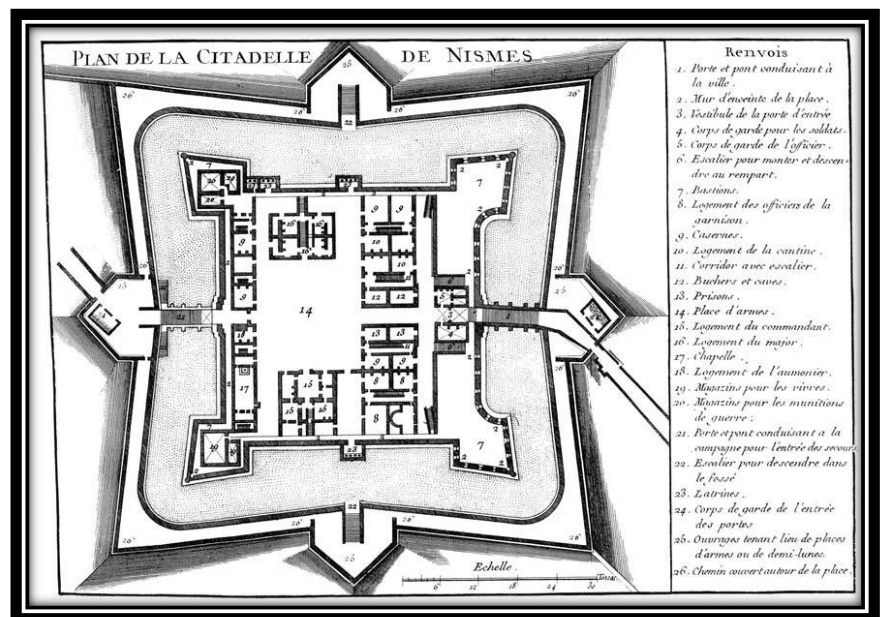 PLAN DE LA CITADELLE DE NISMES
Renvois
1. Porte et pont conduisant à
la ville.
2. Mur d'enceinte de la place.
3. Vestibule de la porte d'entrée
4. Corps de garde pour les soldats.
5. Corps de garde de l'officier.
6. Escalier pour monter et descen-
dre au rempart.
7. Bastions.
8. Logement des officiers de la
garnison.
9. Casernes.
10. Logement de la cantine.
11. Corridor avec escalier.
12. Buchers et caves.
13. Prisons.
14. Place d'armes.
15. Logement du commandant.
16. Logement du major.
17. Chapelle.
18. Logement de l'aumonier.
19. Magazins pour les vivres.
20. Magazins pour les munitions
de guerre.
21. Porte et pont conduisant a la
campagne pour l'entrée des secours
22. Escalier pour descendre dans
le fossé
23. Latrines.
24. Corps de garde de l'entrée
des portes
25. Ouvrages tenant lieu de places
d'armes ou de demi-lunes.
26. Chemin couvert autour de la place.
Echelle.
6 12 18 24 30 Toises